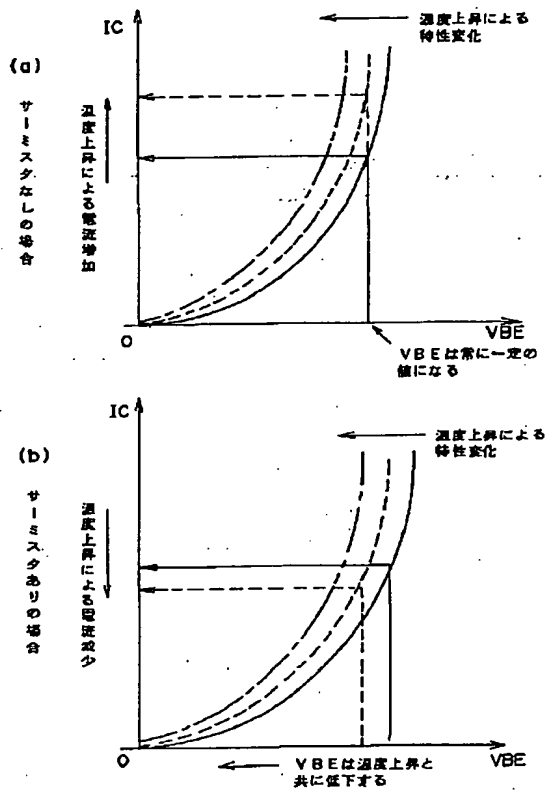 (a)
サーミスタなしの場合
温度上昇による電流増加
IC
温度上昇による
特性変化
O
VBE
VBEは常に一定の
値になる
(b)
サーミスタありの場合
温度上昇による電流減少
IC
温度上昇による
特性変化
O
VBE
VBEは温度上昇と
共に低下する